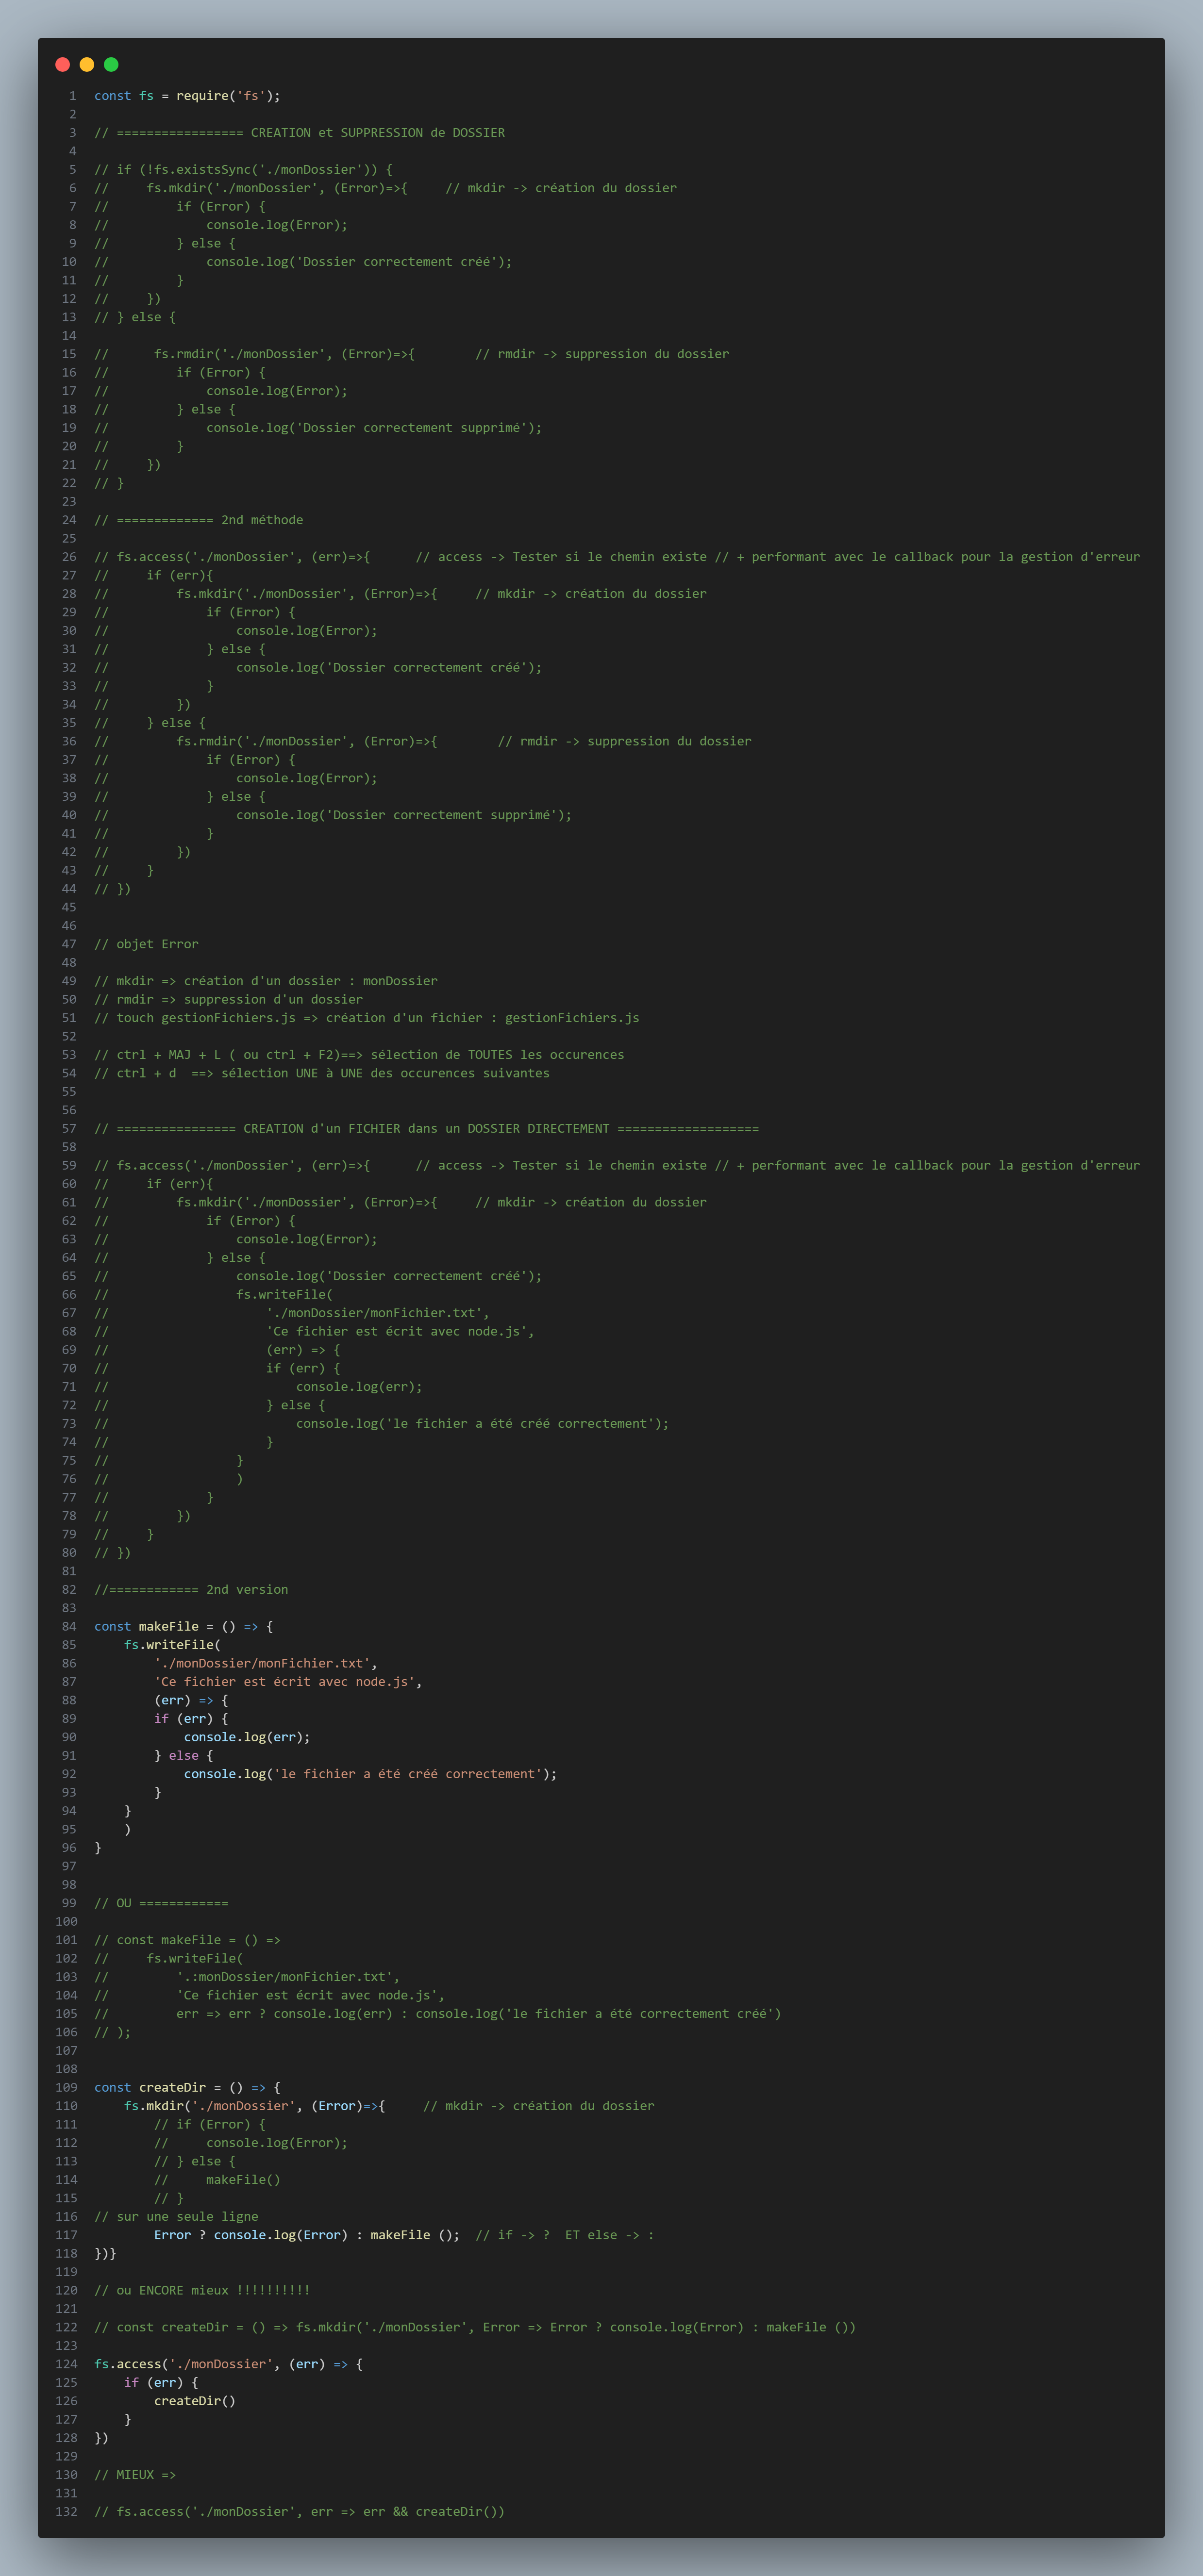 1 const fs = require('fs');
2
3 // ================= CREATION et SUPPRESSION de DOSSIER
4
5 // if (!fs.existsSync('./monDossier')) {
6 //     fs.mkdir('./monDossier', (Error)=>{     // mkdir -> création du dossier
7 //         if (Error) {
8 //             console.log(Error);
9 //         } else {
10 //             console.log('Dossier correctement créé');
11 //         }
12 //     })
13 // } else {
14
15 //      fs.rmdir('./monDossier', (Error)=>{        // rmdir -> suppression du dossier
16 //         if (Error) {
17 //             console.log(Error);
18 //         } else {
19 //             console.log('Dossier correctement supprimé');
20 //         }
21 //     })
22 // }
23
24 // ============= 2nd méthode
25
26 // fs.access('./monDossier', (err)=>{      // access -> Tester si le chemin existe // + performant avec le callback pour la gestion d'erreur
27 //     if (err){
28 //         fs.mkdir('./monDossier', (Error)=>{     // mkdir -> création du dossier
29 //             if (Error) {
30 //                 console.log(Error);
31 //             } else {
32 //                 console.log('Dossier correctement créé');
33 //             }
34 //         })
35 //     } else {
36 //         fs.rmdir('./monDossier', (Error)=>{        // rmdir -> suppression du dossier
37 //             if (Error) {
38 //                 console.log(Error);
39 //             } else {
40 //                 console.log('Dossier correctement supprimé');
41 //             }
42 //         })
43 //     }
44 // })
45
46
47 // objet Error
48
49 // mkdir => création d'un dossier : monDossier
50 // rmdir => suppression d'un dossier
51 // touch gestionFichiers.js => création d'un fichier : gestionFichiers.js
52
53 // ctrl + MAJ + L ( ou ctrl + F2)==> sélection de TOUTES les occurences
54 // ctrl + d  ==> sélection UNE à UNE des occurences suivantes
55
56
57 // ================ CREATION d'un FICHIER dans un DOSSIER DIRECTEMENT ===================
58
59 // fs.access('./monDossier', (err)=>{      // access -> Tester si le chemin existe // + performant avec le callback pour la gestion d'erreur
60 //     if (err){
61 //         fs.mkdir('./monDossier', (Error)=>{     // mkdir -> création du dossier
62 //             if (Error) {
63 //                 console.log(Error);
64 //             } else {
65 //                 console.log('Dossier correctement créé');
66 //                 fs.writeFile(
67 //                     './monDossier/monFichier.txt',
68 //                     'Ce fichier est écrit avec node.js',
69 //                     (err) => {
70 //                     if (err) {
71 //                         console.log(err);
72 //                     } else {
73 //                         console.log('le fichier a été créé correctement');
74 //                     }
75 //                 }
76 //                 )
77 //             }
78 //         })
79 //     }
80 // })
81
82 //============ 2nd version
83
84 const makeFile = () => {
85     fs.writeFile(
86         './monDossier/monFichier.txt',
87         'Ce fichier est écrit avec node.js',
88         (err) => {
89         if (err) {
90             console.log(err);
91         } else {
92             console.log('le fichier a été créé correctement');
93         }
94     }
95     )
96 }
97
98
99 // OU ============
100
101 // const makeFile = () =>
102 //     fs.writeFile(
103 //         '.:monDossier/monFichier.txt',
104 //         'Ce fichier est écrit avec node.js',
105 //         err => err ? console.log(err) : console.log('le fichier a été correctement créé')
106 // );
107
108
109 const createDir = () => {
110     fs.mkdir('./monDossier', (Error)=>{     // mkdir -> création du dossier
111         // if (Error) {
112         //     console.log(Error);
113         // } else {
114         //     makeFile()
115         // }
116 // sur une seule ligne
117         Error ? console.log(Error) : makeFile ();  // if -> ?  ET else -> :
118 })}
119
120 // ou ENCORE mieux !!!!!!!!!!
121
122 // const createDir = () => fs.mkdir('./monDossier', Error => Error ? console.log(Error) : makeFile ())
123
124 fs.access('./monDossier', (err) => {
125     if (err) {
126         createDir()
127     }
128 })
129
130 // MIEUX =>
131
132 // fs.access('./monDossier', err => err && createDir())